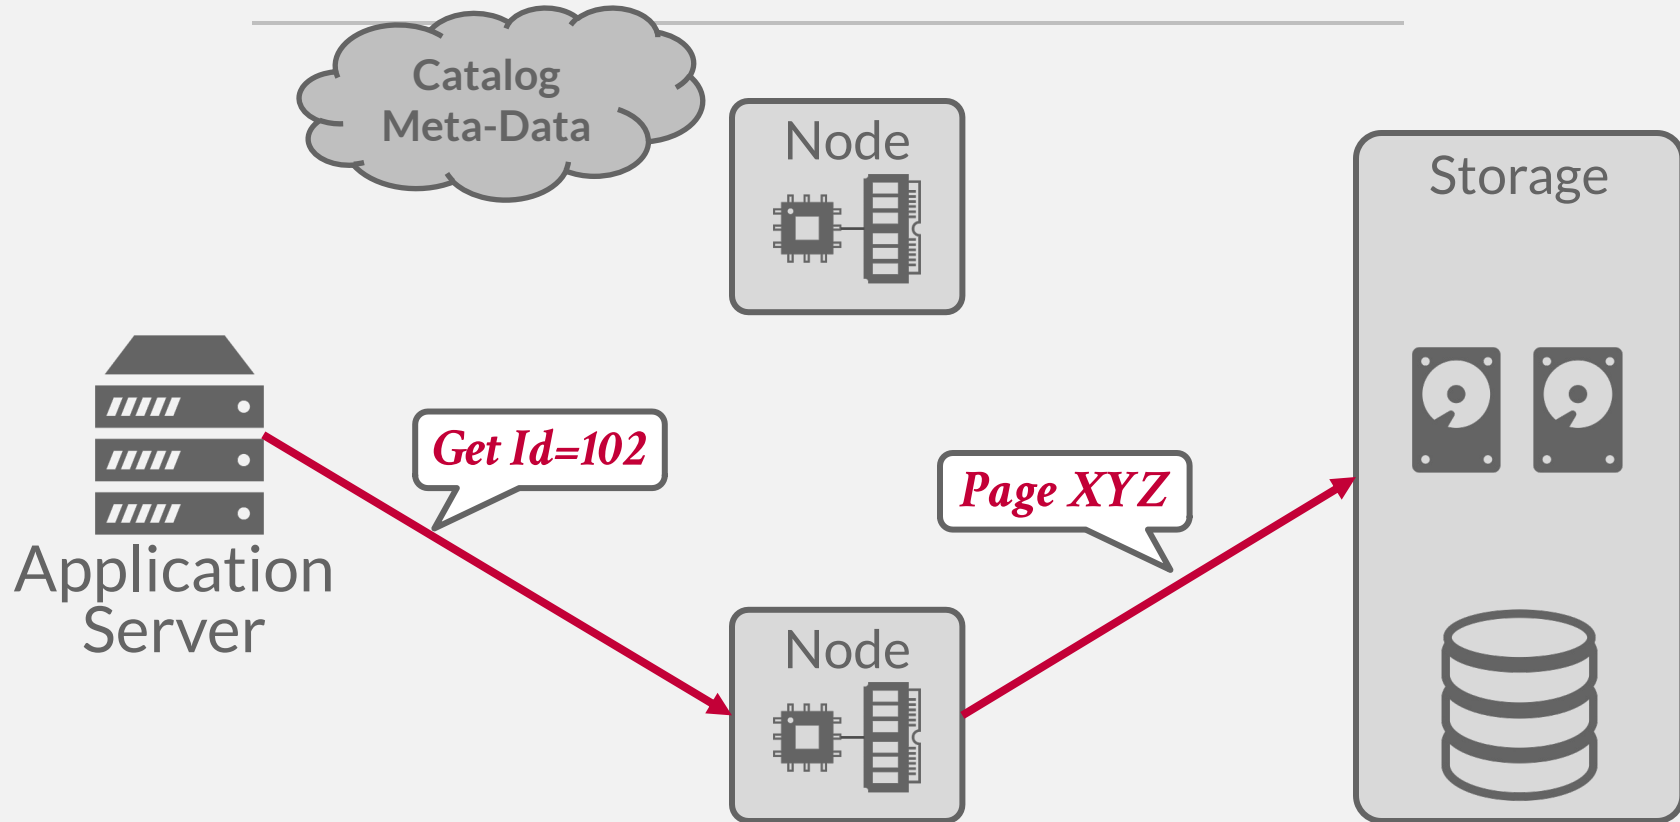 Catalog
Meta-Data
Node
Storage
Get Id=102
Page XYZ
Application
Server
Node